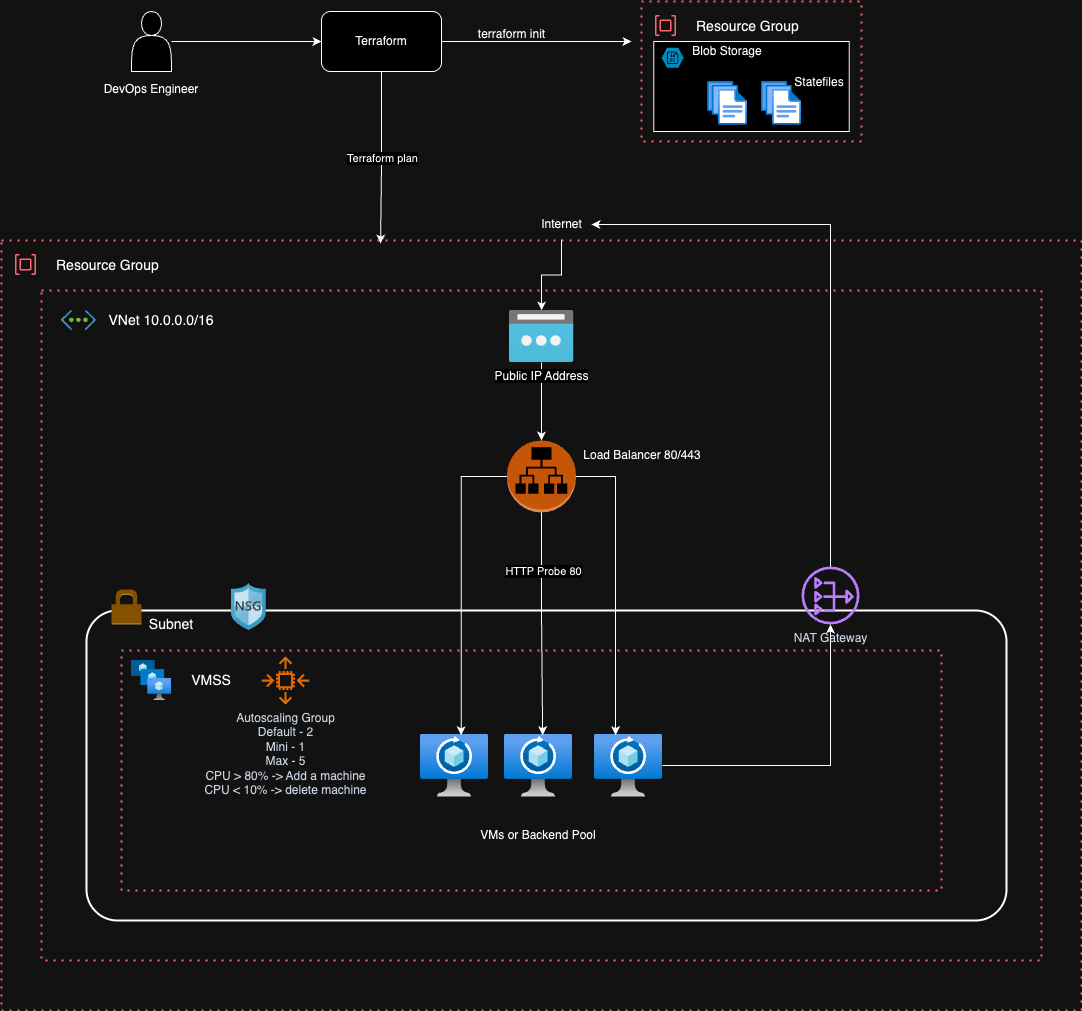 DevOps Engineer
Terraform
terraform init
Resource Group
Blob Storage
Statefiles
Terraform plan
Internet
Resource Group
VNet 10.0.0.0/16
Public IP Address
Load Balancer 80/443
HTTP Probe 80
NSG
Subnet
NAT Gateway
VMSS
Autoscaling Group
Default - 2
Mini - 1
Max - 5
CPU > 80% -> Add a machine
CPU < 10% -> delete machine
VMs or Backend Pool